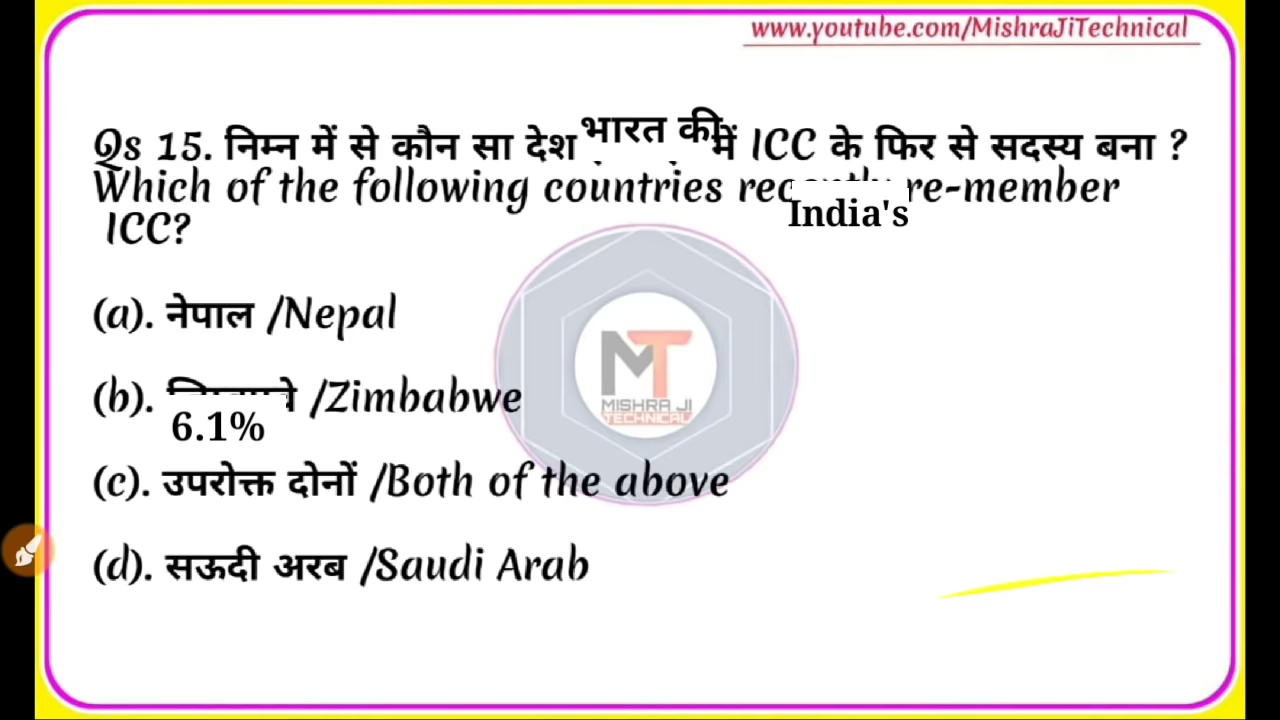 www.youtube.com/MishraJiTechnical
Qs 15. निम्न में से कौन सा देश भारत की में ICC के फिर से सदस्य बना ?
Which of the following countries re-member
India's
ICC?
(a). नेपाल /Nepal
(b). /Zimbabwe
6.1%
(c). उपरोक्त दोनों /Both of the above
(d). सऊदी अरब /Saudi Arab
MT
MISHRA JI
TECHNICAL